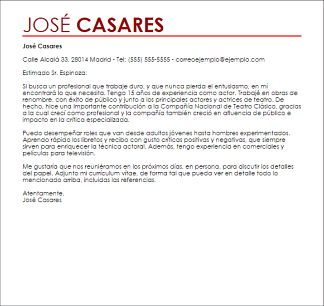 JOSÉ CASARES
José Casares
Calle Alcalá 33, 28014 Madrid - Tel: (555) 555-5555 - correoejemplo@ejemplo.com
Estimado Sr. Espinoza:
Si busca un profesional que trabaje duro, y que nunca pierda el entusiasmo, en mí
encontrará lo que necesita. Tengo 15 años de experiencia como actor. Trabajé en obras de
renombre, con éxito de público y junto a los principales actores y actrices de teatro. De
hecho, tuve una importante contribución a la Compañía Nacional de Teatro Clásico, gracias
a la cual crecí como profesional y la compañía también creció en afluencia de público e
impacto en la crítica especializada.
Puedo desempeñar roles que van desde adultos jóvenes hasta hombres experimentados.
Aprendo rápido los libretos y recibo con gusto críticas positivas y negativas, que siempre
sirven para enriquecer la técnica actoral. Además, tengo experiencia en comerciales y
películas para televisión.
Me gustaría que nos reuniéramos en los próximos días, en persona, para discutir los detalles
del papel. Adjunto mi curriculum vitae, de forma tal que pueda ver en detalle todo lo
mencionado arriba, incluidas las referencias.
Atentamente,
José Casares